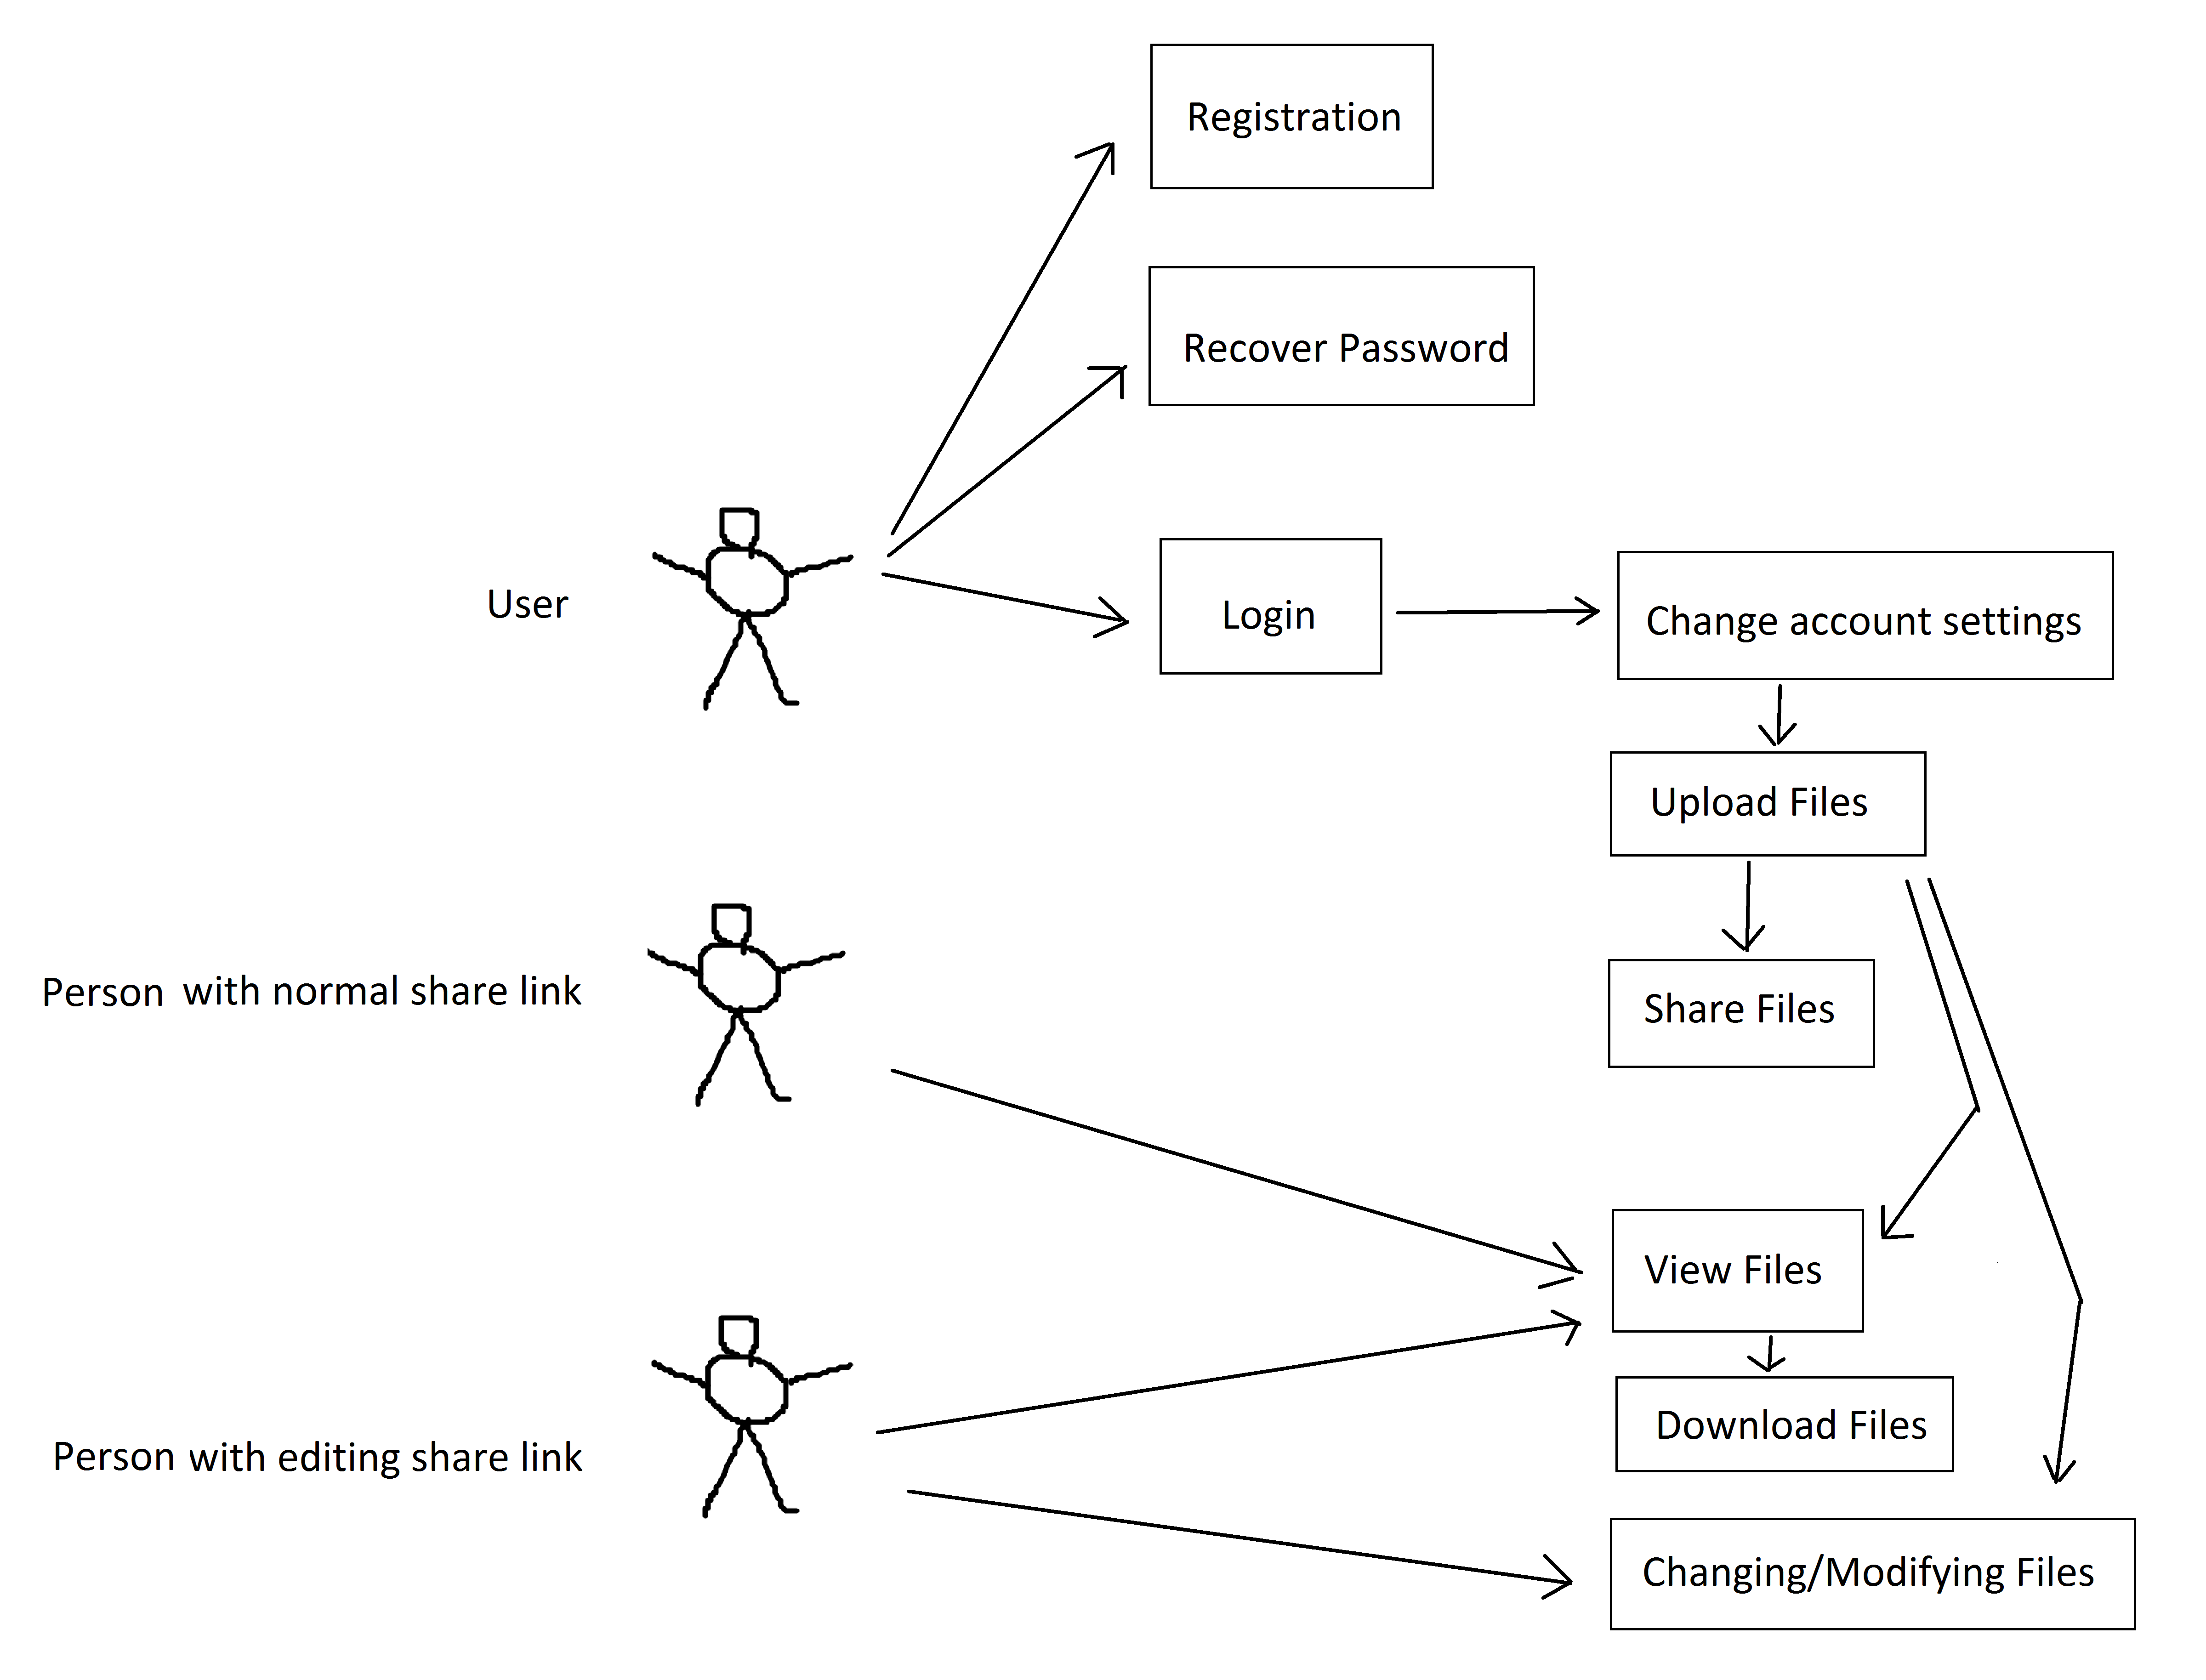 Registration
Recover Password
User
Login
Change account settings
Upload Files
Person with normal share link
Share Files
View Files
Download Files
Person with editing share link
Changing/Modifying Files